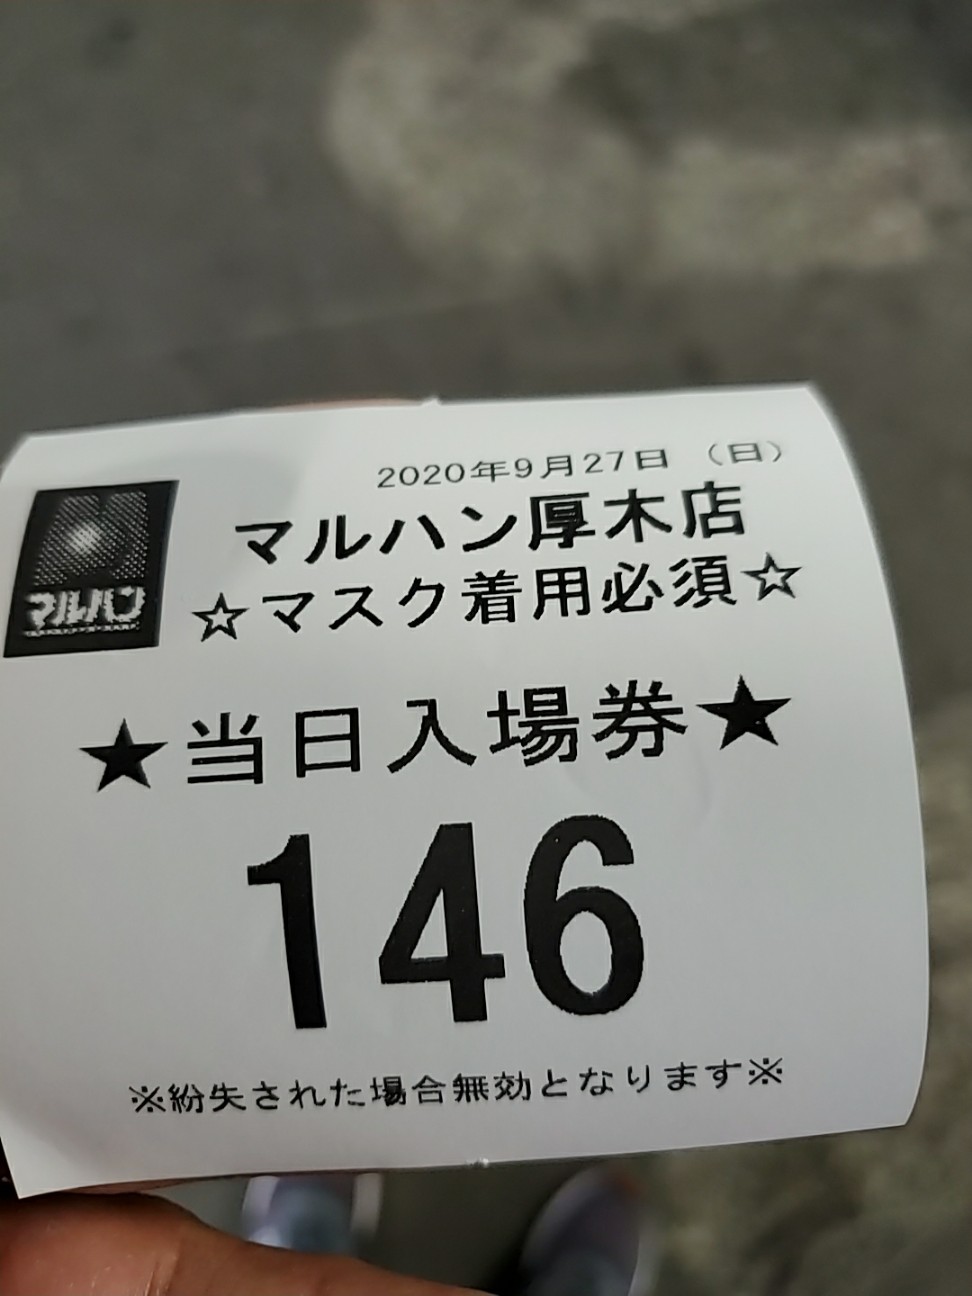 2020年9月27日 （日）
マルハン厚木店
マルハン
☆マスク着用必須☆
★当日入場券★
146
※紛失された場合無効となります※